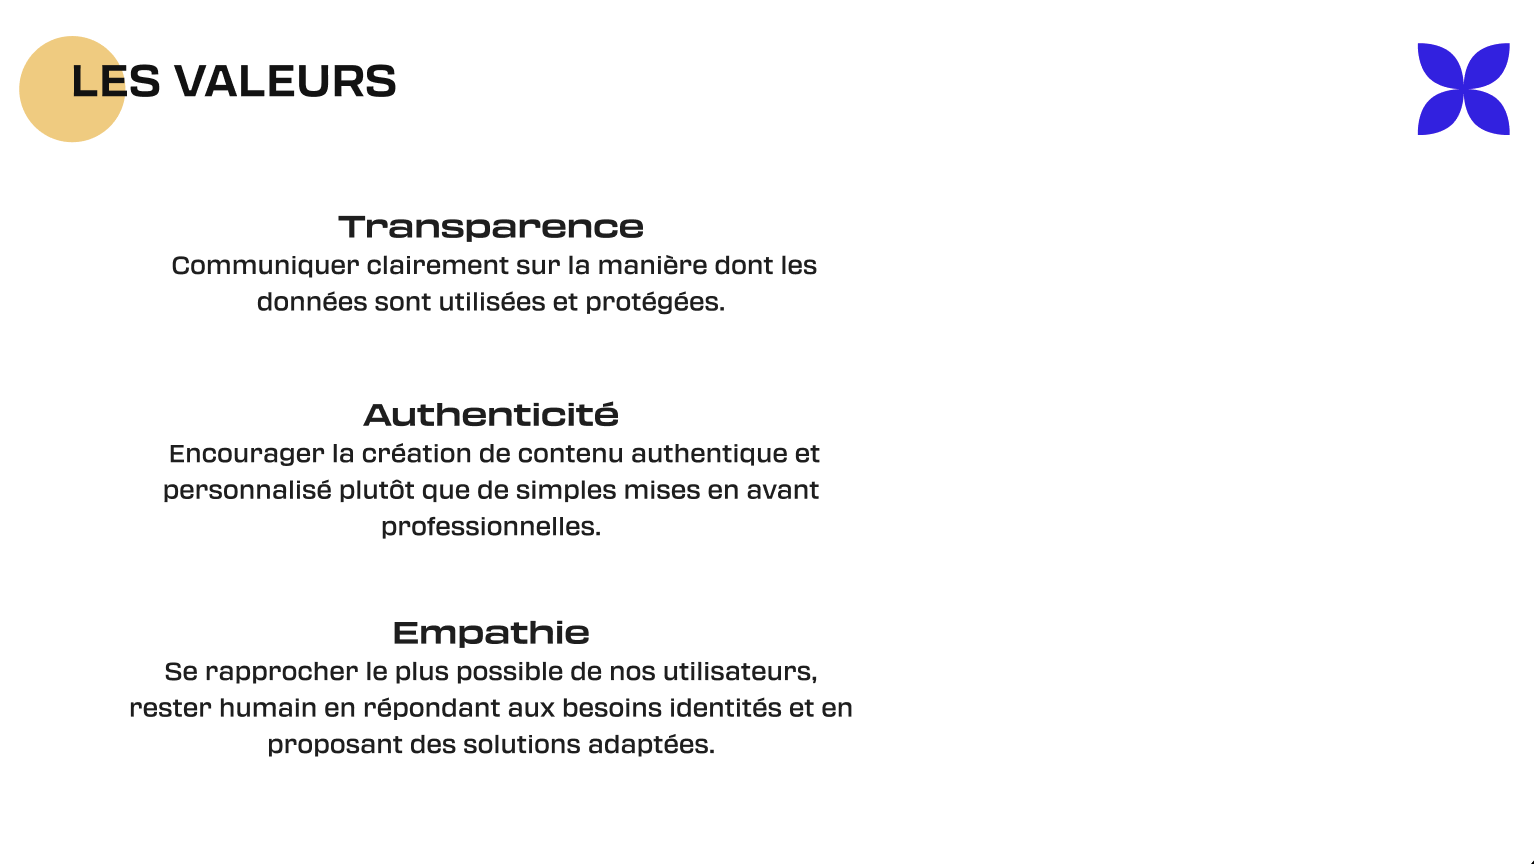 LES VALEURS
Transparence
Communiquer clairement sur la manière dont les
données sont utilisées et protégées.
Authenticité
Encourager la création de contenu authentique et
personnalisé plutôt que de simples mises en avant
professionnelles.
Empathie
Se rapprocher le plus possible de nos utilisateurs,
rester humain en répondant aux besoins identités et en
proposant des solutions adaptées.